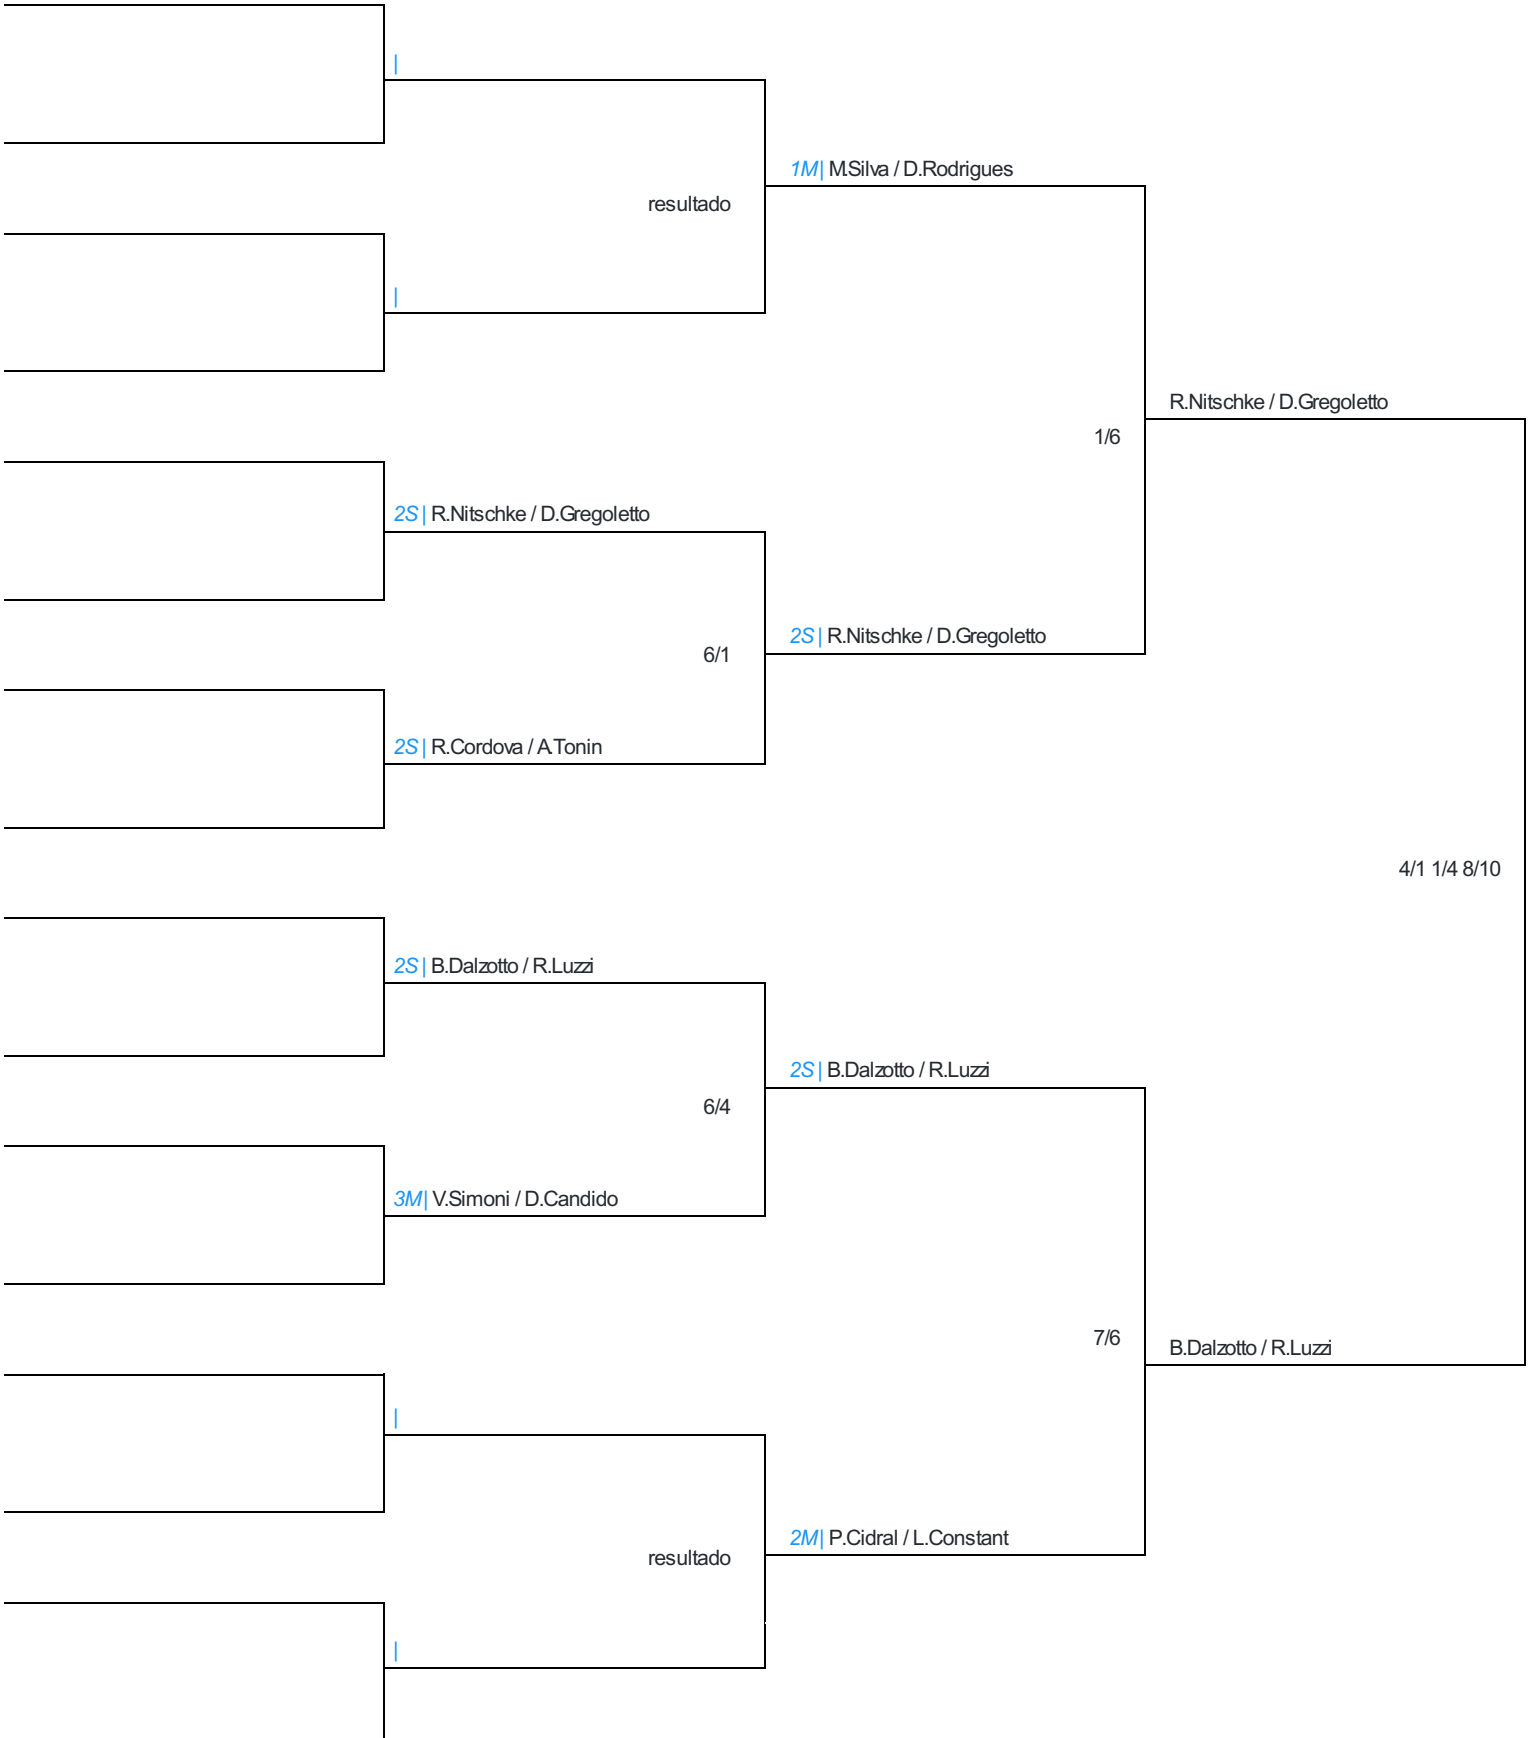 |
1M| M.Silva / D.Rodrigues
resultado
|
R.Nitschke / D.Gregoletto
1/6
2S| R.Nitschke / D.Gregoletto
2S| R.Nitschke / D.Gregoletto
6/1
2S| R.Cordova / A.Tonin
4/1 1/4 8/10
2S| B.Dalzotto / R.Luzzi
2S| B.Dalzotto / R.Luzzi
6/4
3M| V.Simoni / D.Candido
7/6
B.Dalzotto / R.Luzzi
|
2M| P.Cidral / L.Constant
resultado
|